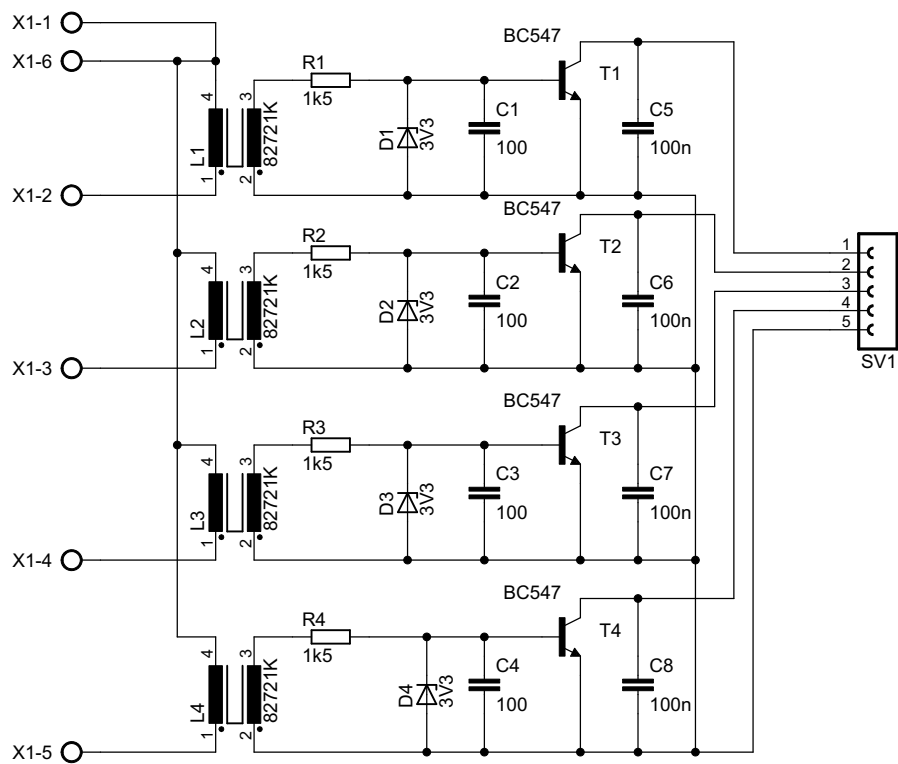 X1-1
X1-6
X1-2
X1-3
X1-4
X1-5
4
3
1
2
L1
82721K
R1
1k5
D1
3V3
C1
100
BC547
T1
C5
100n
4
3
1
2
L2
82721K
R2
1k5
D2
3V3
C2
100
BC547
T2
C6
100n
4
3
1
2
L3
82721K
R3
1k5
D3
3V3
C3
100
BC547
T3
C7
100n
4
3
1
2
L4
82721K
R4
1k5
D4
3V3
C4
100
BC547
T4
C8
100n
1
2
3
4
5
SV1